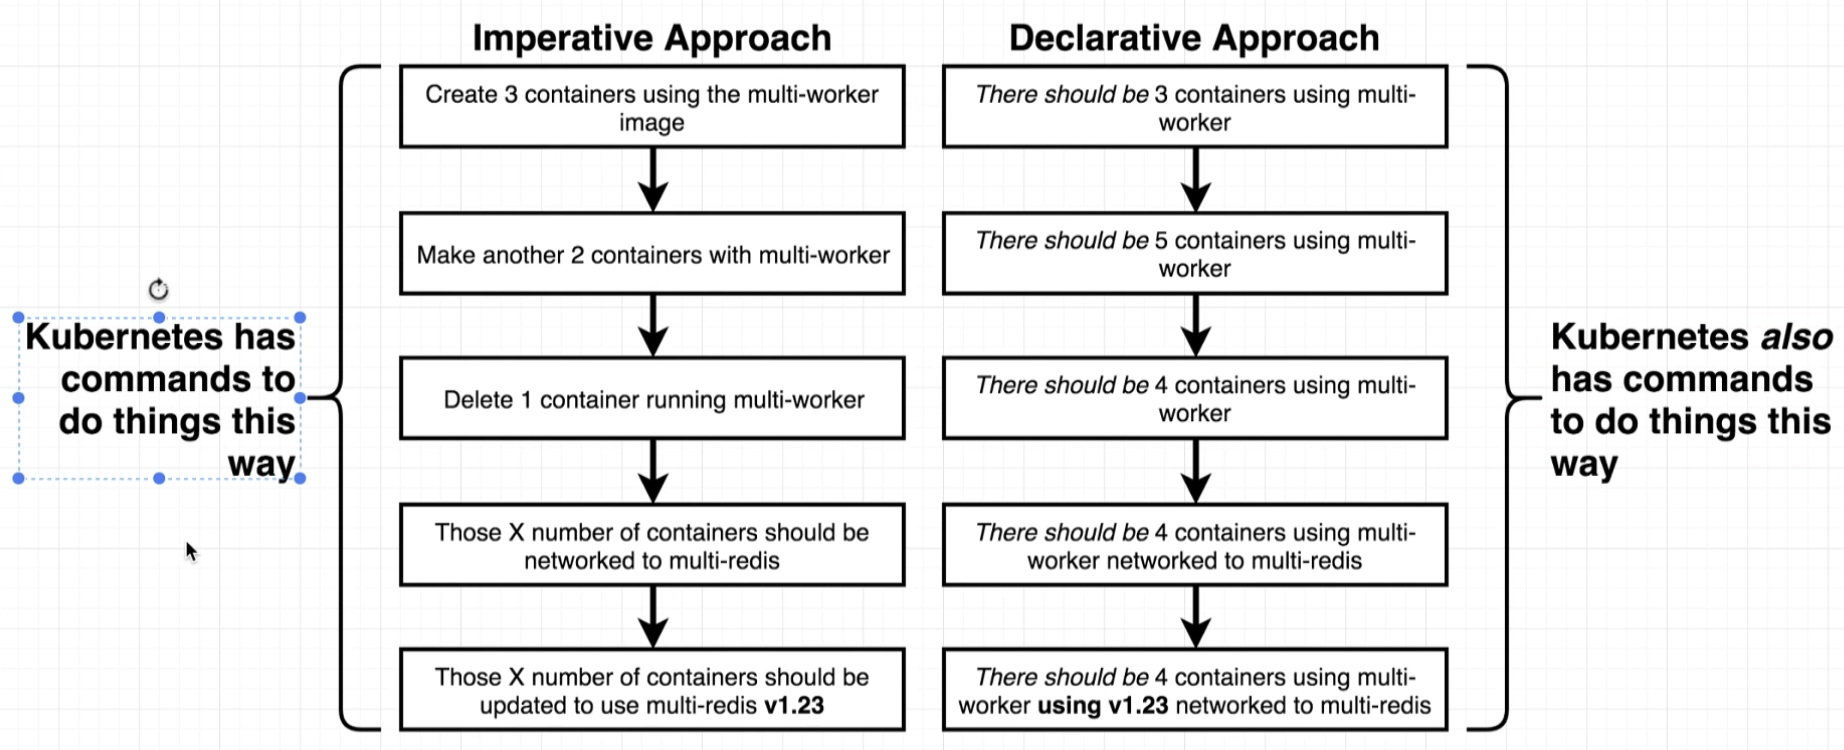 Imperative Approach
Create 3 containers using the multi-worker
image
Make another 2 containers with multi-worker
Delete 1 container running multi-worker
Those X number of containers should be
networked to multi-redis
Those X number of containers should be
updated to use multi-redis v1.23
Declarative Approach
There should be 3 containers using multi-
worker
There should be 5 containers using multi-
worker
There should be 4 containers using multi-
worker
There should be 4 containers using multi-
worker networked to multi-redis
There should be 4 containers using multi-
worker using v1.23 networked to multi-redis
Kubernetes has
commands to
do things this
way
Kubernetes also
has commands
to do things this
way